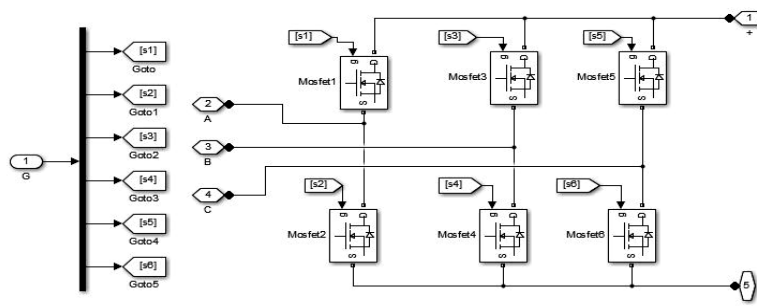 1
G
[s1]
Goto
[s2]
Goto1
[s3]
Goto2
[s4]
Goto3
[s5]
Goto4
[s6]
Goto5
2
A
3
B
4
C
[s1]
g
D
Mosfet1
S
[s3]
g
D
Mosfet3
S
[s5]
g
D
Mosfet5
S
1
+
[s2]
g
D
Mosfet2
S
[s4]
g
D
Mosfet4
S
[s6]
g
D
Mosfet6
S
5